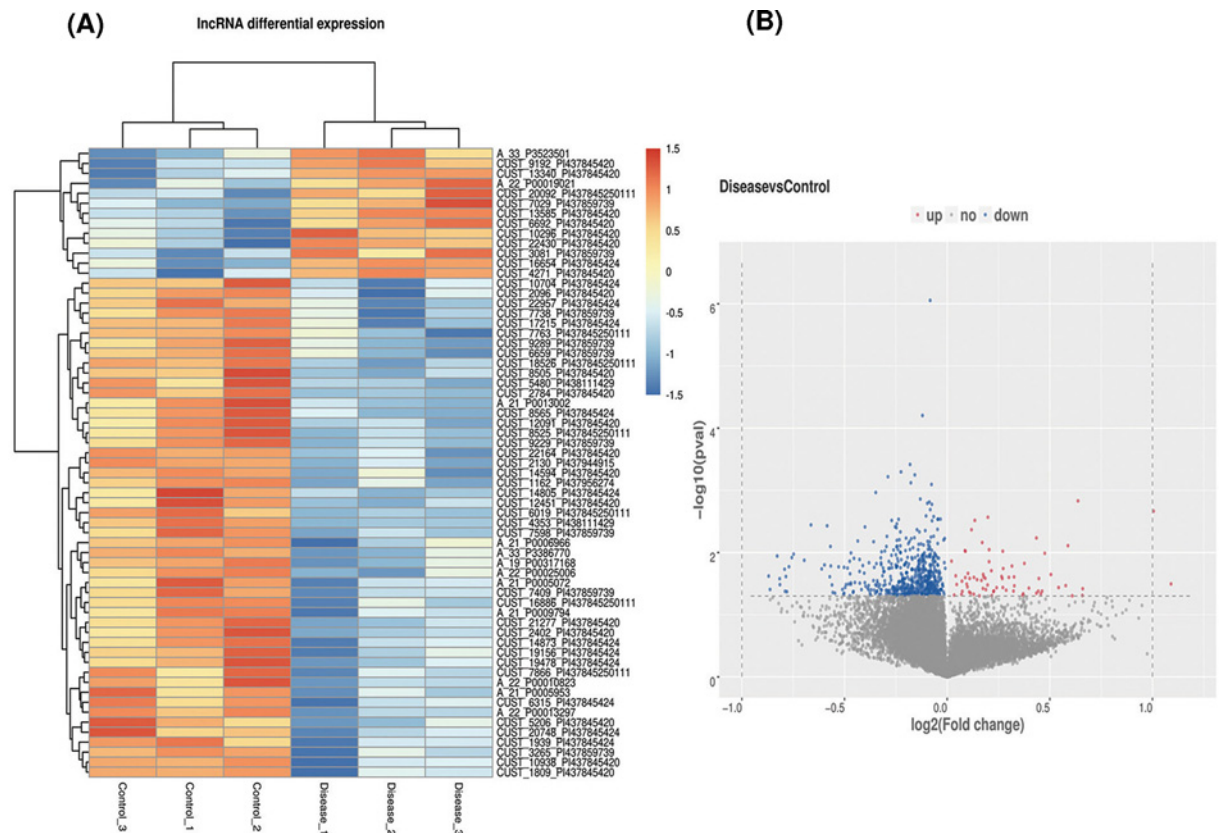 (A)
lncRNA differential expression
A_33_P3523501
CUST_9192_PI437845420
CUST_13340_PI437845420
A_22_P00019021
CUST_20092_PI437845250111
CUST_7029_PI437859739
CUST_13585_PI437845420
CUST_6692_PI437845420
CUST_10296_PI437845420
CUST_22430_PI437845420
CUST_3081_PI437859739
CUST_16654_PI437845424
CUST_4271_PI437845420
CUST_10704_PI437845424
CUST_2096_PI437845420
CUST_22957_PI437845424
CUST_7738_PI437859739
CUST_17215_PI437845424
CUST_7763_PI437845250111
CUST_9289_PI437859739
CUST_6659_PI437859739
CUST_18526_PI437845250111
CUST_8505_PI437845420
CUST_5480_PI438111429
CUST_2784_PI437845420
A_21_P0013002
CUST_8565_PI437845424
CUST_12091_PI437845420
CUST_8525_PI437845250111
CUST_9229_PI437859739
CUST_22164_PI437845420
CUST_2130_PI437944915
CUST_14594_PI437845420
CUST_1162_PI437956274
CUST_14805_PI437845424
CUST_12451_PI437845420
CUST_6019_PI437845250111
CUST_4353_PI438111429
CUST_7598_PI437859739
A_21_P0006966
A_33_P3386770
A_19_P00317168
A_22_P00025006
A_21_P0005072
CUST_7409_PI437859739
CUST_16886_PI437845250111
A_21_P0009794
CUST_21277_PI437845420
CUST_2402_PI437845420
CUST_14873_PI437845424
CUST_19156_PI437845424
CUST_19478_PI437845424
CUST_7866_PI437845250111
A_22_P00010823
A_21_P0005953
CUST_6315_PI437845424
A_22_P00013297
CUST_5206_PI437845420
CUST_20748_PI437845424
CUST_1939_PI437845424
CUST_3265_PI437859739
CUST_10938_PI437845420
CUST_1809_PI437845420
Control_3
Control_1
Control_2
Disease_1
Disease_2
Disease_3
1.5
1
0.5
0
-0.5
-1
-1.5
(B)
DiseasevsControl
up no down
6
4
2
0
−log10(pval)
−1.0 −0.5 0.0 0.5 1.0
log2(Fold change)